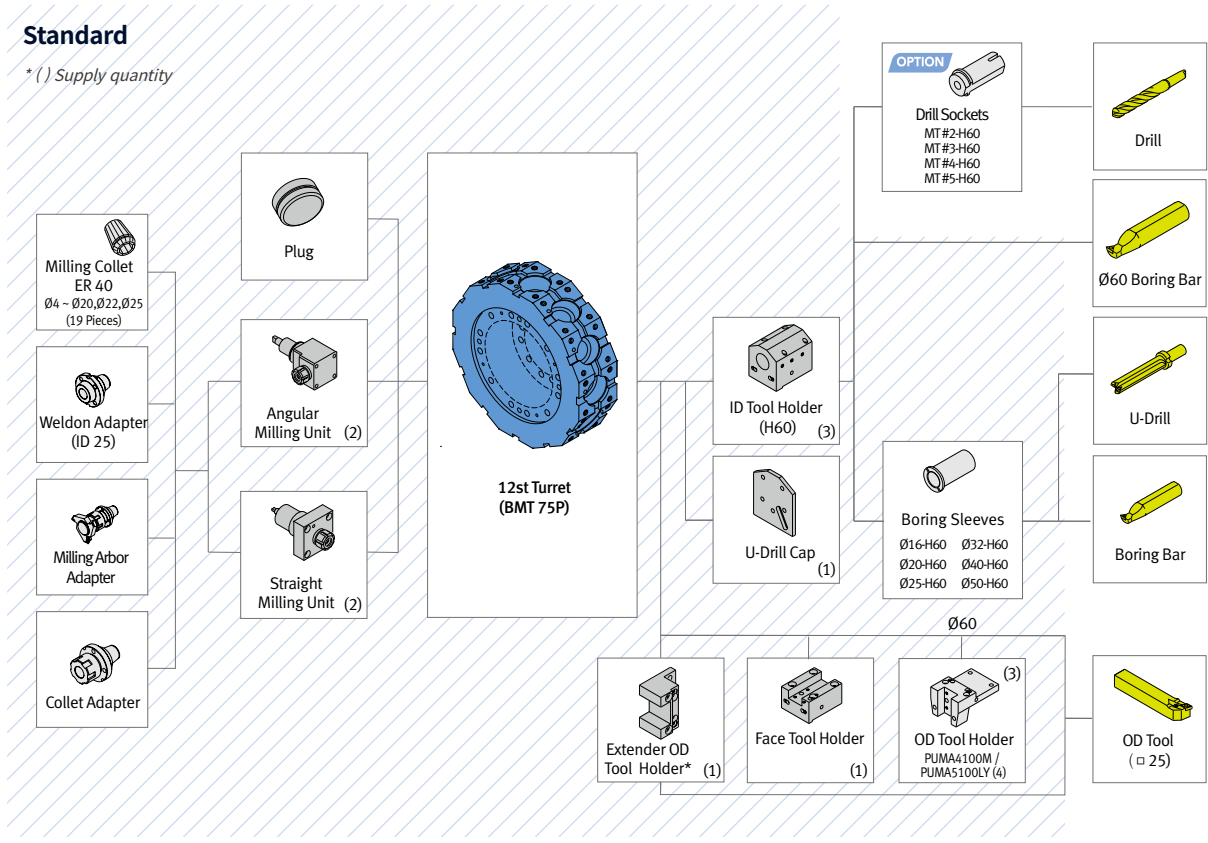 Standard
* ( ) Supply quantity
OPTION
Drill Sockets
MT#2-H60
MT#3-H60
MT#4-H60
MT#5-H60
Drill
Plug
Milling Collet
ER 40
Ø4 ~ Ø20,Ø22,Ø25
(19 Pieces)
Ø60 Boring Bar
Angular
Milling Unit (2)
ID Tool Holder
(H60) (3)
U-Drill
Weldon Adapter
(ID 25)
12st Turret
(BMT 75P)
U-Drill Cap
(1)
Boring Sleeves
Ø16-H60 Ø32-H60
Ø20-H60 Ø40-H60
Ø25-H60 Ø50-H60
Boring Bar
Milling Arbor
Adapter
Straight
Milling Unit (2)
Ø60
Collet Adapter
Extender OD
Tool Holder* (1)
Face Tool Holder
(1)
(3)
OD Tool Holder
PUMA4100M /
PUMA5100LY (4)
OD Tool
(□ 25)